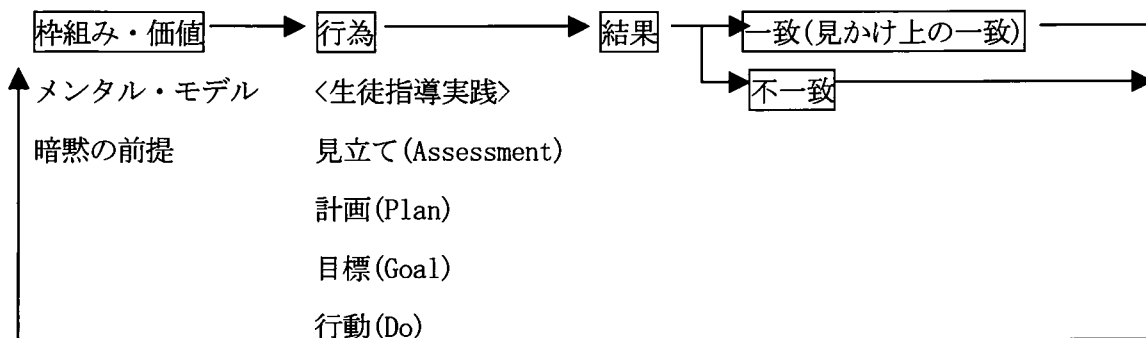 枠組み・価値 行為 結果 一致(見かけ上の一致)
メンタル・モデル <生徒指導実践> 不一致
暗黙の前提 見立て(Assessment)
計画(Plan)
目標(Goal)
行動(Do)